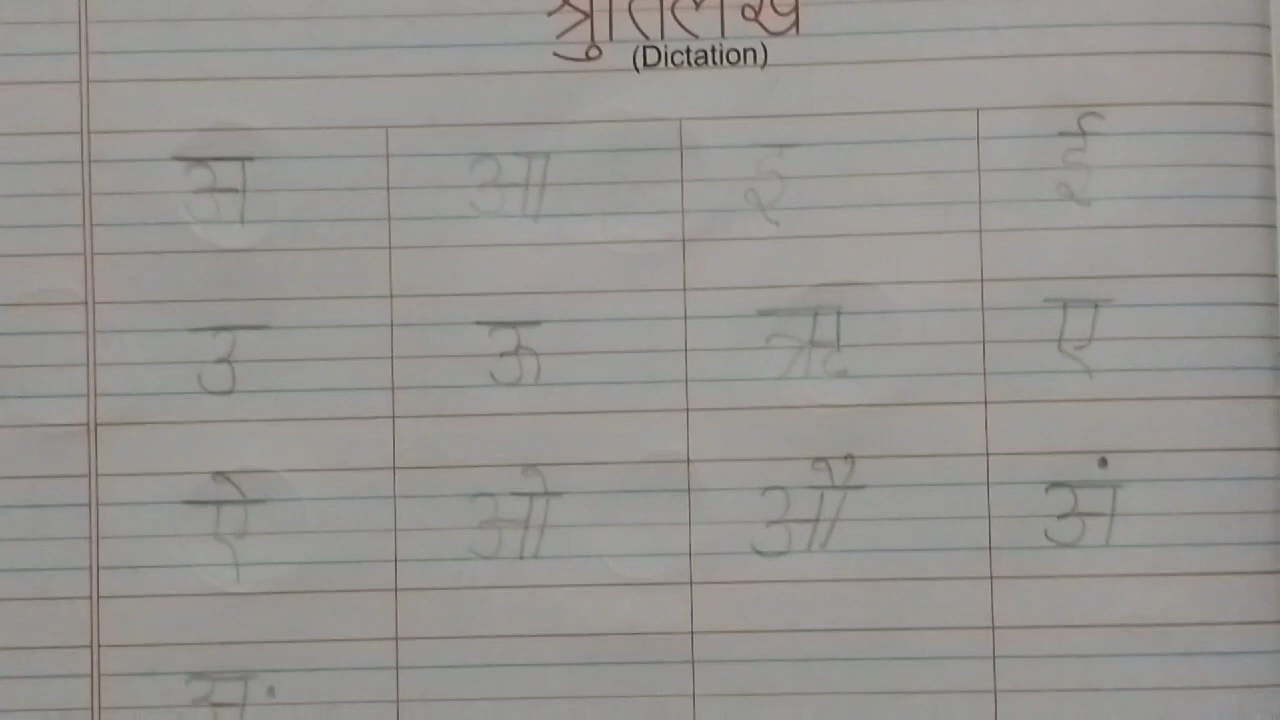 श्रुतलेख
(Dictation)
अ आ इ ई
उ ऊ ऋ ए
ऐ ओ औ अं
अः